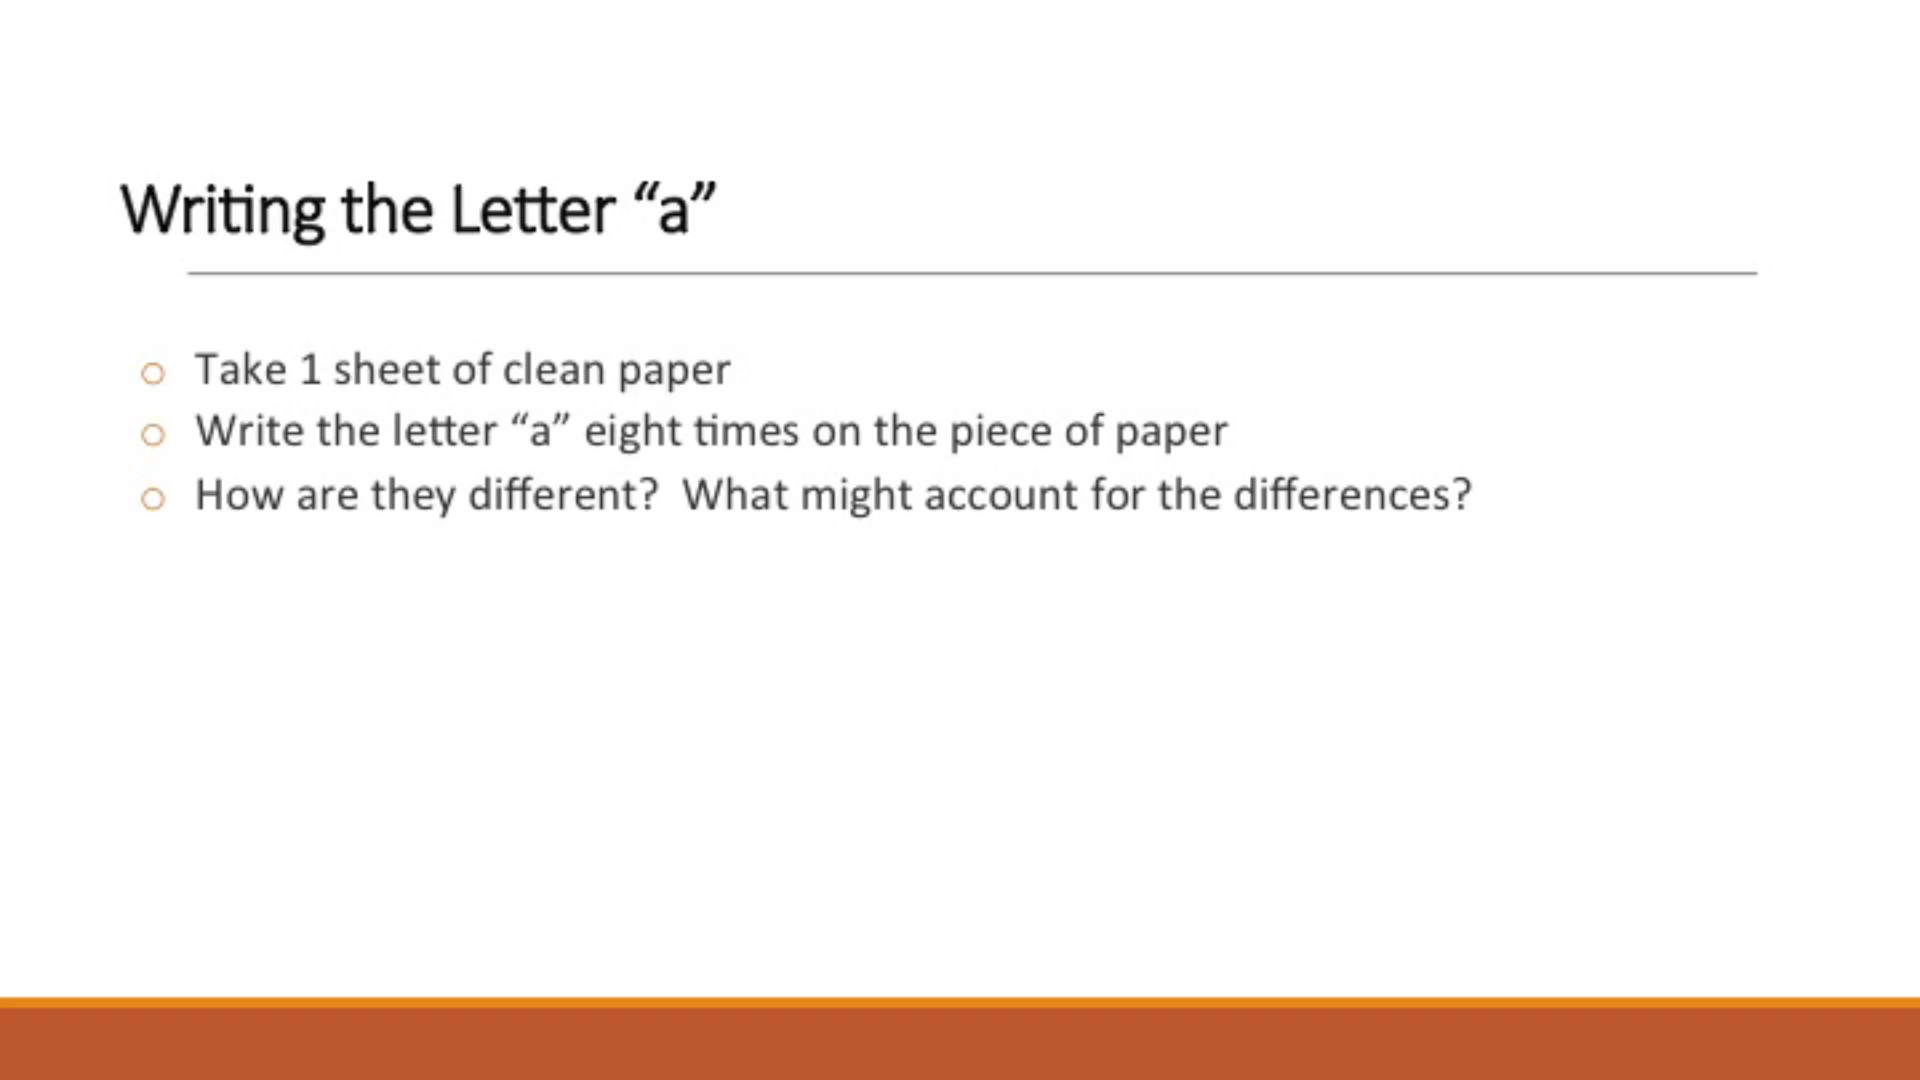 Writing the Letter “a”
Take 1 sheet of clean paper
Write the letter “a” eight times on the piece of paper
How are they different?  What might account for the differences?